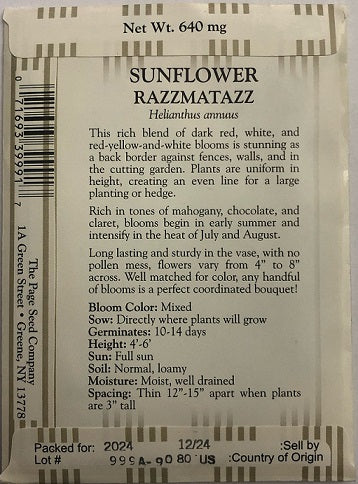 Net Wt. 640 mg
SUNFLOWER
RAZZMATAZZ
Helianthus annuus
This rich blend of dark red, white, and
red-yellow-and-white blooms is stunning as
a back border against fences, walls, and in
the cutting garden. Plants are uniform in
height, creating an even line for a large
planting or hedge.
Rich in tones of mahogany, chocolate, and
claret, blooms begin in early summer and
intensify in the heat of July and August.
Long lasting and sturdy in the vase, with no
pollen mess, flowers vary from 4" to 8"
across. Well matched for color, any handful
of blooms is a perfect coordinated bouquet!
Bloom Color: Mixed
Sow: Directly where plants will grow
Germinates: 10-14 days
Height: 4'-6'
Sun: Full sun
Soil: Normal, loamy
Moisture: Moist, well drained
Spacing: Thin 12"-15" apart when plants
are 3" tall
0 71693 39991 7
The Page Seed Company
1A Green Street • Greene, NY 13778
Packed for: 2024 12/24 :Sell by
Lot # 999A-90 80 US :Country of Origin